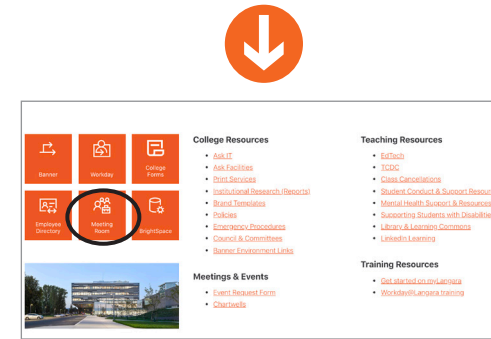 Banner
Workday
College
Forms
Employee
Directory
Meeting
Room
BrightSpace
College Resources
Ask IT
Ask Facilities
Print Services
Institutional Research (Reports)
Brand Templates
Policies
Emergency Procedures
Council & Committees
Banner Environment Links
Meetings & Events
Event Request Form
Chartwells
Teaching Resources
EdTech
TCDC
Class Cancellations
Student Conduct & Support Resour
Mental Health Support & Resources
Supporting Students with Disabilitie
Library & Learning Commons
LinkedIn Learning
Training Resources
Get started on myLangara
Workday@Langara training